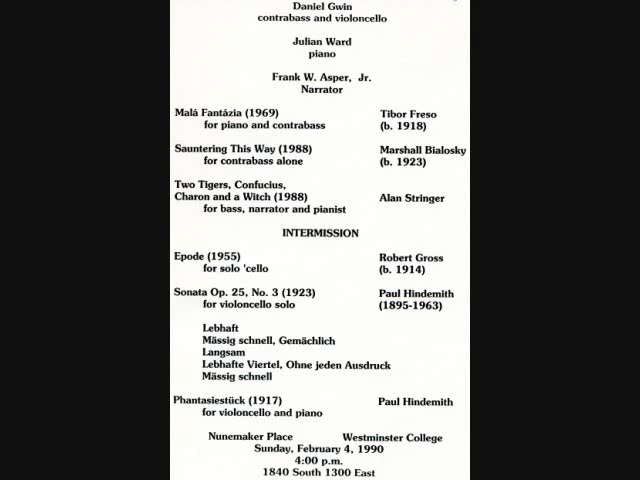 Daniel Gwin
contrabass and violoncello
Julian Ward
piano
Frank W. Asper, Jr.
Narrator
Malá Fantázia (1969) Tibor Freso
for piano and contrabass (b. 1918)
Sauntering This Way (1988) Marshall Bialosky
for contrabass alone (b. 1923)
Two Tigers, Confucius,
Charon and a Witch (1988) Alan Stringer
for bass, narrator and pianist
INTERMISSION
Epode (1955) Robert Gross
for solo 'cello (b. 1914)
Sonata Op. 25, No. 3 (1923) Paul Hindemith
for violoncello solo (1895-1963)
Lebhaft
Mässig schnell, Gemächlich
Langsam
Lebhafte Viertel, Ohne jeden Ausdruck
Mässig schnell
Phantasiestück (1917) Paul Hindemith
for violoncello and piano
Nunemaker Place Westminster College
Sunday, February 4, 1990
4:00 p.m.
1840 South 1300 East